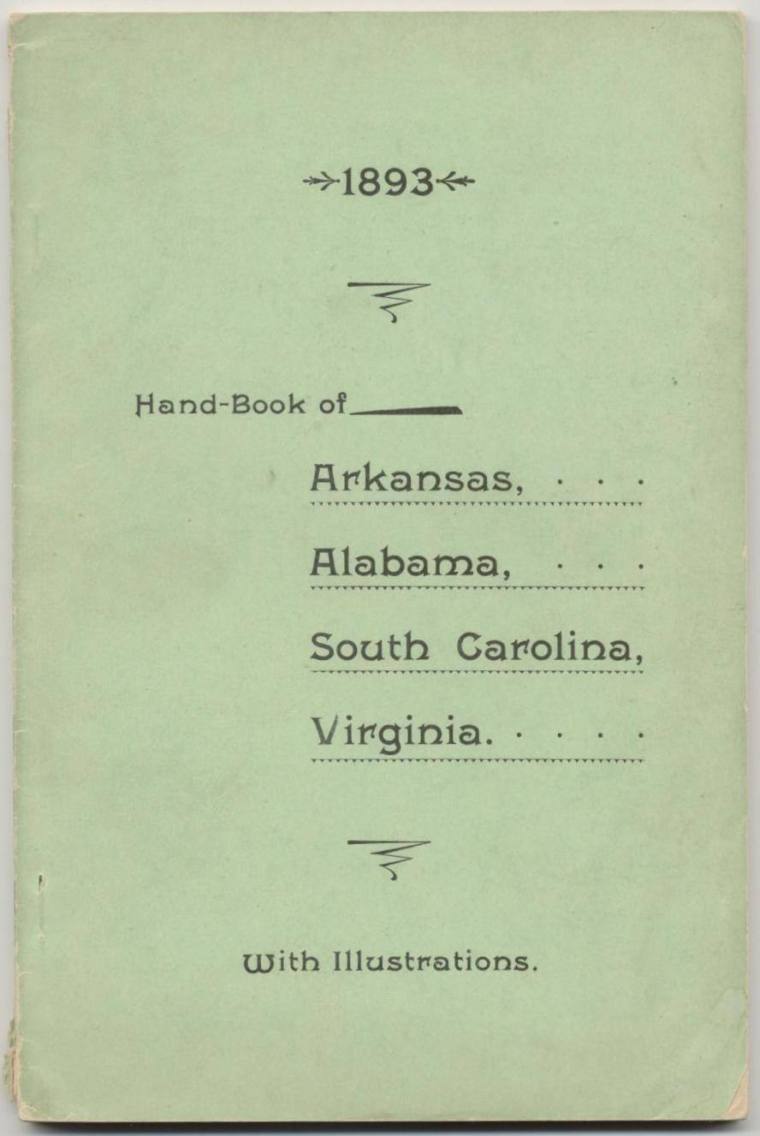 1893
Hand-Book of
Arkansas, . . .
Alabama, . . .
South Carolina,
Virginia. . . . .
With Illustrations.